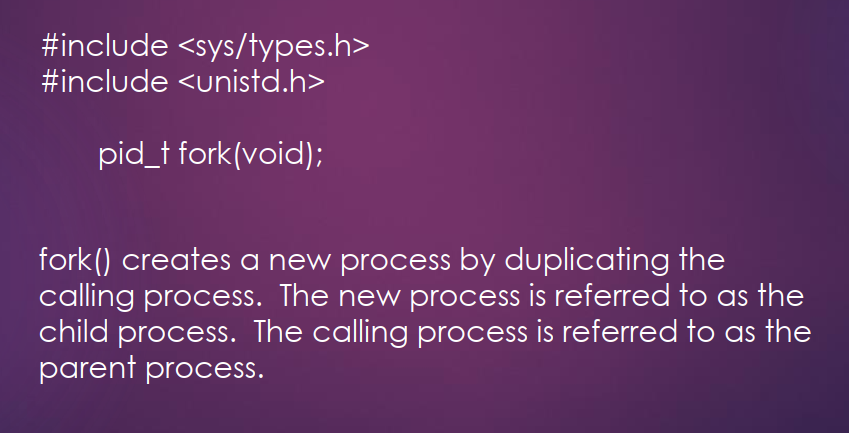 #include <sys/types.h>
#include <unistd.h>
pid_t fork(void);
fork() creates a new process by duplicating the
calling process.  The new process is referred to as the
child process.  The calling process is referred to as the
parent process.